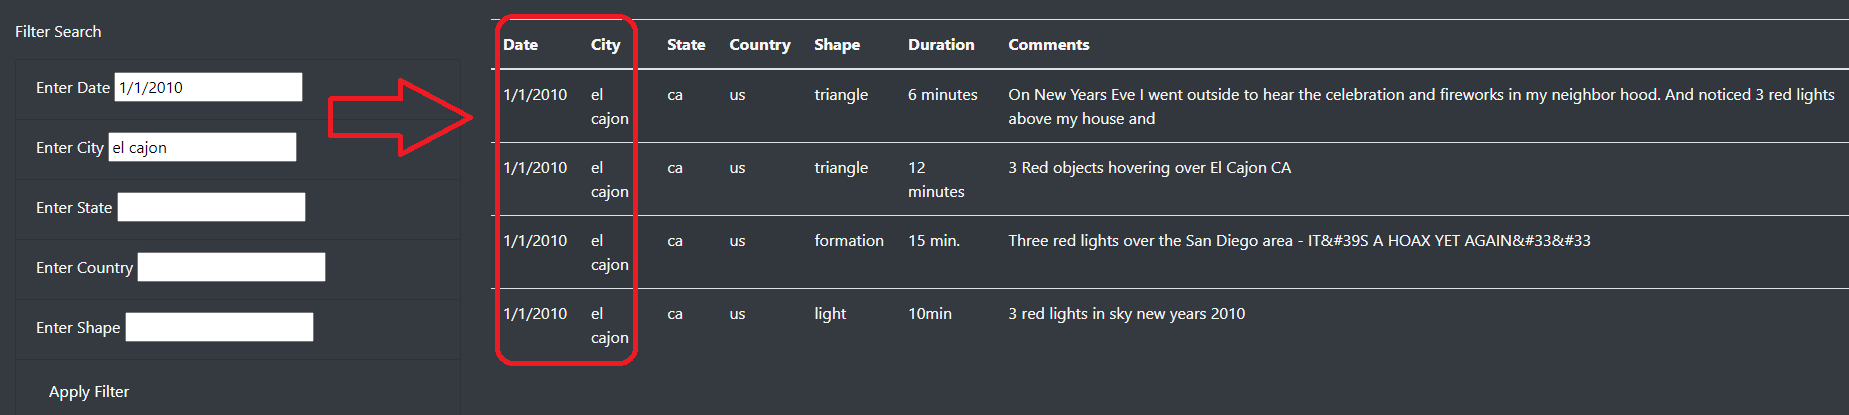 Filter Search
Enter Date 1/1/2010
Enter City el cajon
Enter State
Enter Country
Enter Shape
Apply Filter
Date City State Country Shape Duration Comments
1/1/2010 el ca us triangle 6 minutes On New Years Eve I went outside to hear the celebration and fireworks in my neighbor hood. And noticed 3 red lights
cajon above my house and
1/1/2010 el ca us triangle 12 3 Red objects hovering over El Cajon CA
cajon minutes
1/1/2010 el ca us formation 15 min. Three red lights over the San Diego area - IT&#39S A HOAX YET AGAIN&#33&#33
cajon
1/1/2010 el ca us light 10min 3 red lights in sky new years 2010
cajon